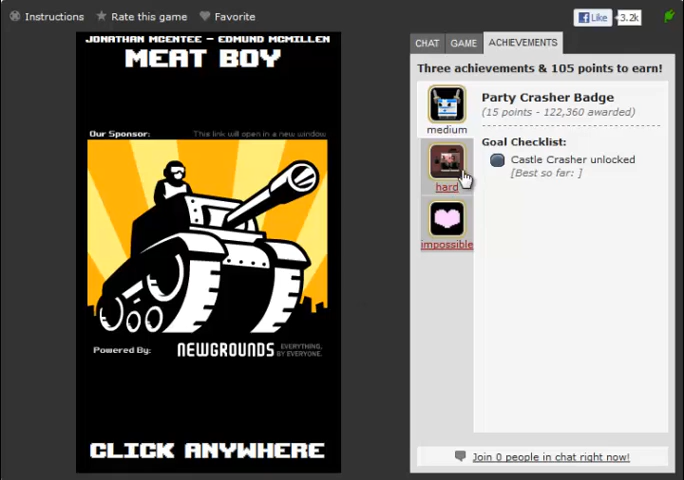 Instructions
Rate this game
Favorite
Like
3.2k
JONATHAN MCENTEE - EDMUND MCMILLEN
MEAT BOY
Our Sponsor:
This link will open in a new window
Powered By:
NEWGROUNDS
EVERYTHING,
BY EVERYONE.
CLICK ANYWHERE
CHAT
GAME
ACHIEVEMENTS
Three achievements & 105 points to earn!
medium
hard
impossible
Party Crasher Badge
(15 points - 122,360 awarded)
Goal Checklist:
Castle Crasher unlocked
[Best so far: ]
Join 0 people in chat right now!